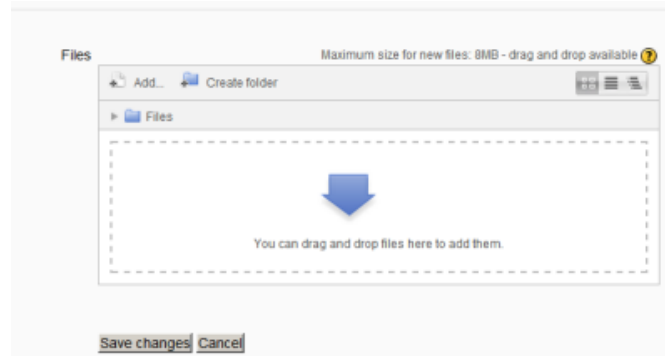 Files
Maximum size for new files: 8MB - drag and drop available
Add... Create folder
Files
You can drag and drop files here to add them.
Save changes Cancel